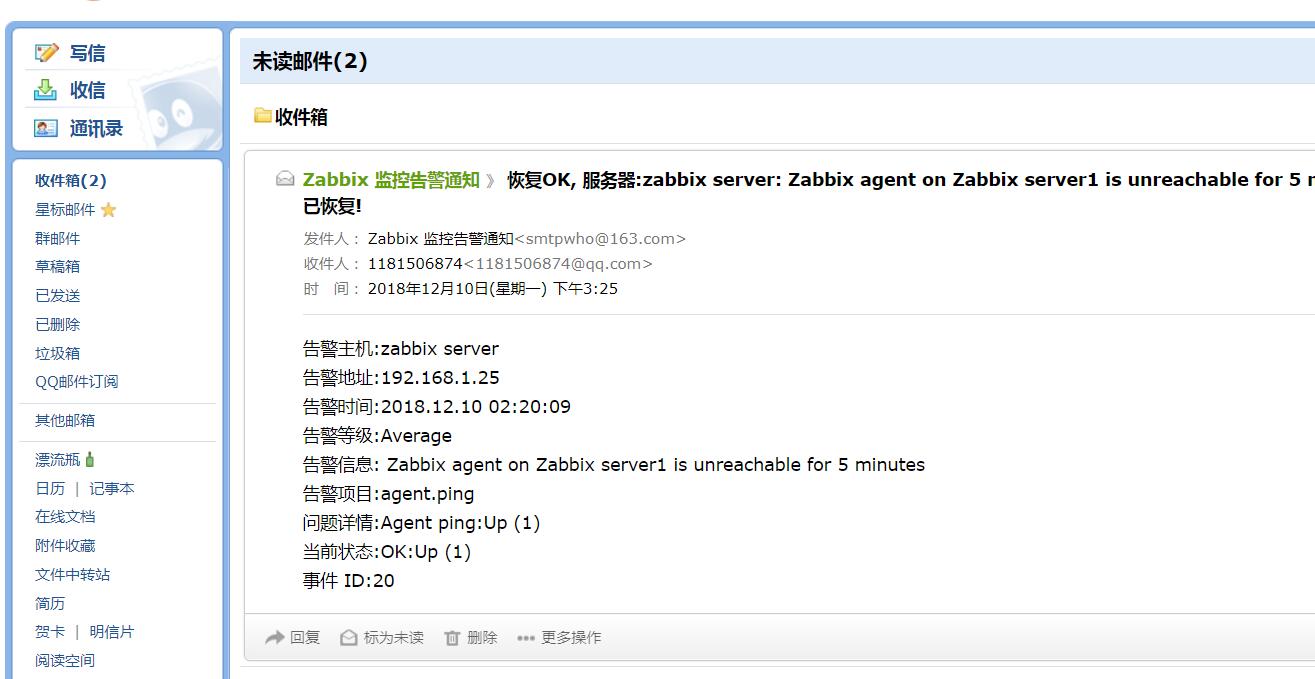 写信
收信
通讯录
收件箱(2)
星标邮件
群邮件
草稿箱
已发送
已删除
垃圾箱
QQ邮件订阅
其他邮箱
漂流瓶
日历 | 记事本
在线文档
附件收藏
文件中转站
简历
贺卡 | 明信片
阅读空间
未读邮件(2)
收件箱
Zabbix 监控告警通知 》 恢复OK, 服务器:zabbix server: Zabbix agent on Zabbix server1 is unreachable for 5
已恢复!
发件人: Zabbix 监控告警通知<smtpwho@163.com>
收件人: 1181506874<1181506874@qq.com>
时 间: 2018年12月10日(星期一) 下午3:25
告警主机:zabbix server
告警地址:192.168.1.25
告警时间:2018.12.10 02:20:09
告警等级:Average
告警信息: Zabbix agent on Zabbix server1 is unreachable for 5 minutes
告警项目:agent.ping
问题详情:Agent ping:Up (1)
当前状态:OK:Up (1)
事件 ID:20
回复 标为未读 删除 更多操作